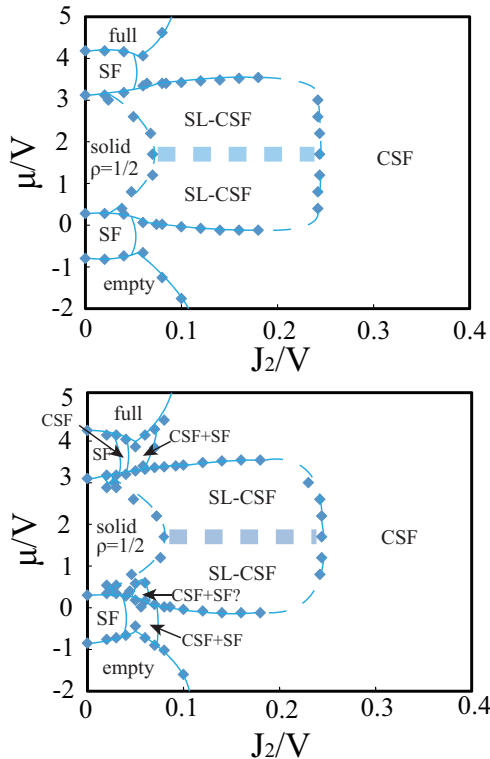 5
full
4
SF
3
SL-CSF
μ/V
2
solid
ρ=1/2
CSF
1
SL-CSF
0
SF
-1
empty
-2
0
0.1
0.2
0.3
0.4
J2/V
5
full
CSF
4
CSF+SF
SF
3
SL-CSF
μ/V
2
solid
ρ=1/2
CSF
1
SL-CSF
CSF+SF?
0
SF
CSF+SF
-1
empty
-2
0
0.1
0.2
0.3
0.4
J2/V